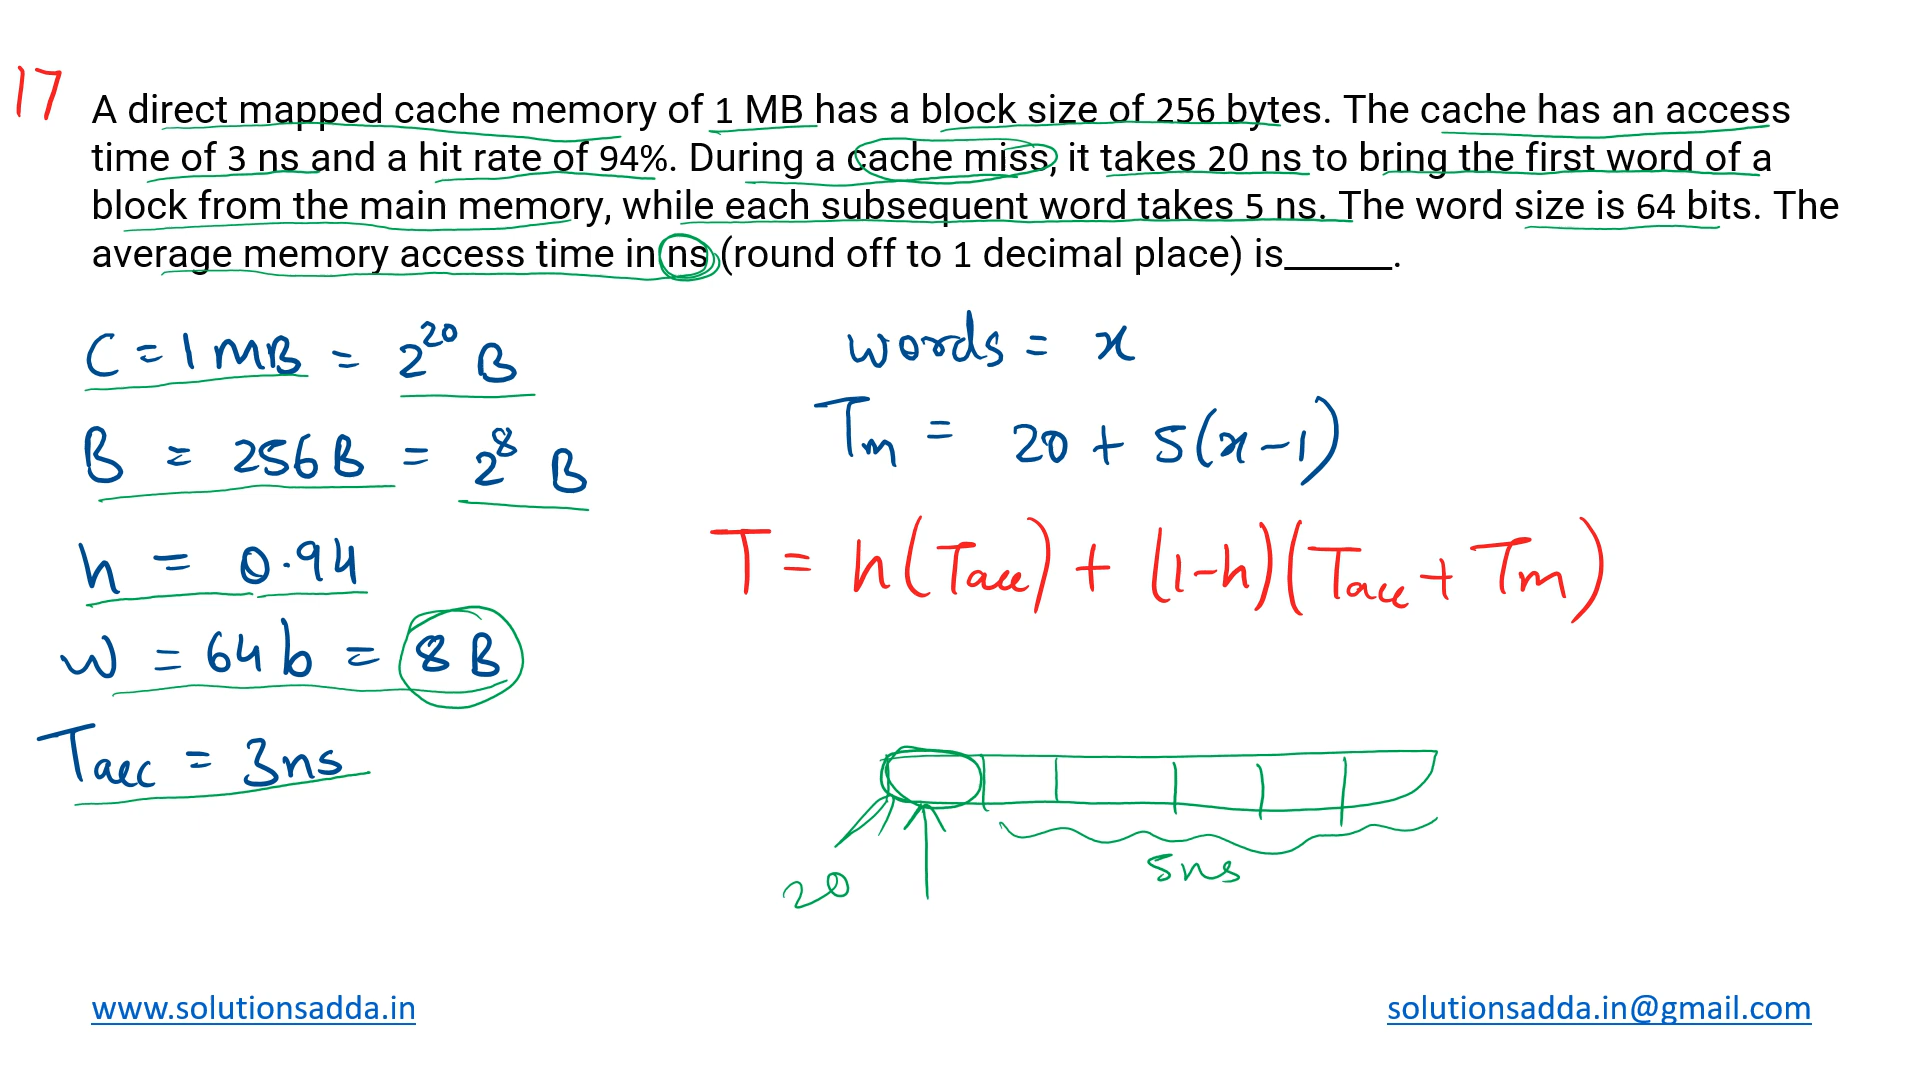 17
A direct mapped cache memory of 1 MB has a block size of 256 bytes. The cache has an access
time of 3 ns and a hit rate of 94%. During a cache miss, it takes 20 ns to bring the first word of a
block from the main memory, while each subsequent word takes 5 ns. The word size is 64 bits. The
average memory access time in ns (round off to 1 decimal place) is______.
C = 1 MB = 2^20 B
B = 256 B = 2^8 B
h = 0.94
W = 64 b = 8 B
Tacc = 3ns
words = x
Tm = 20 + 5(x-1)
T = h(Tacc) + (1-h)(Tacc + Tm)
20
5ns
www.solutionsadda.in
solutionsadda.in@gmail.com